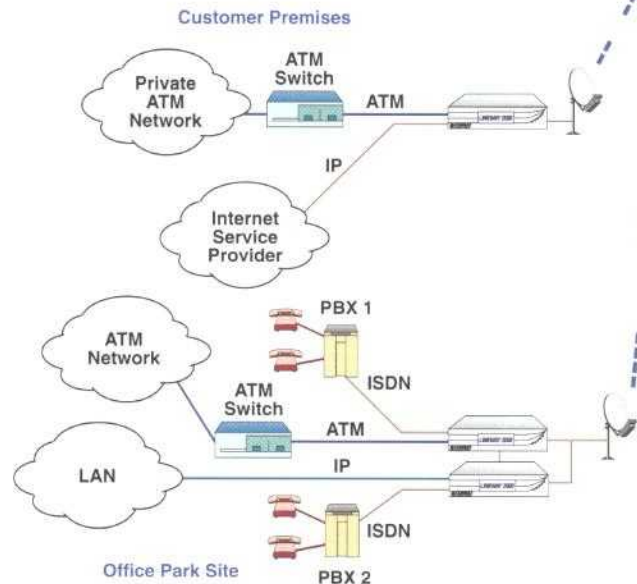 Customer Premises
ATM
Switch
Private
ATM
Network
ATM
IP
Internet
Service
Provider
PBX 1
ATM
Network
ISDN
ATM
Switch
ATM
IP
LAN
ISDN
Office Park Site
PBX 2